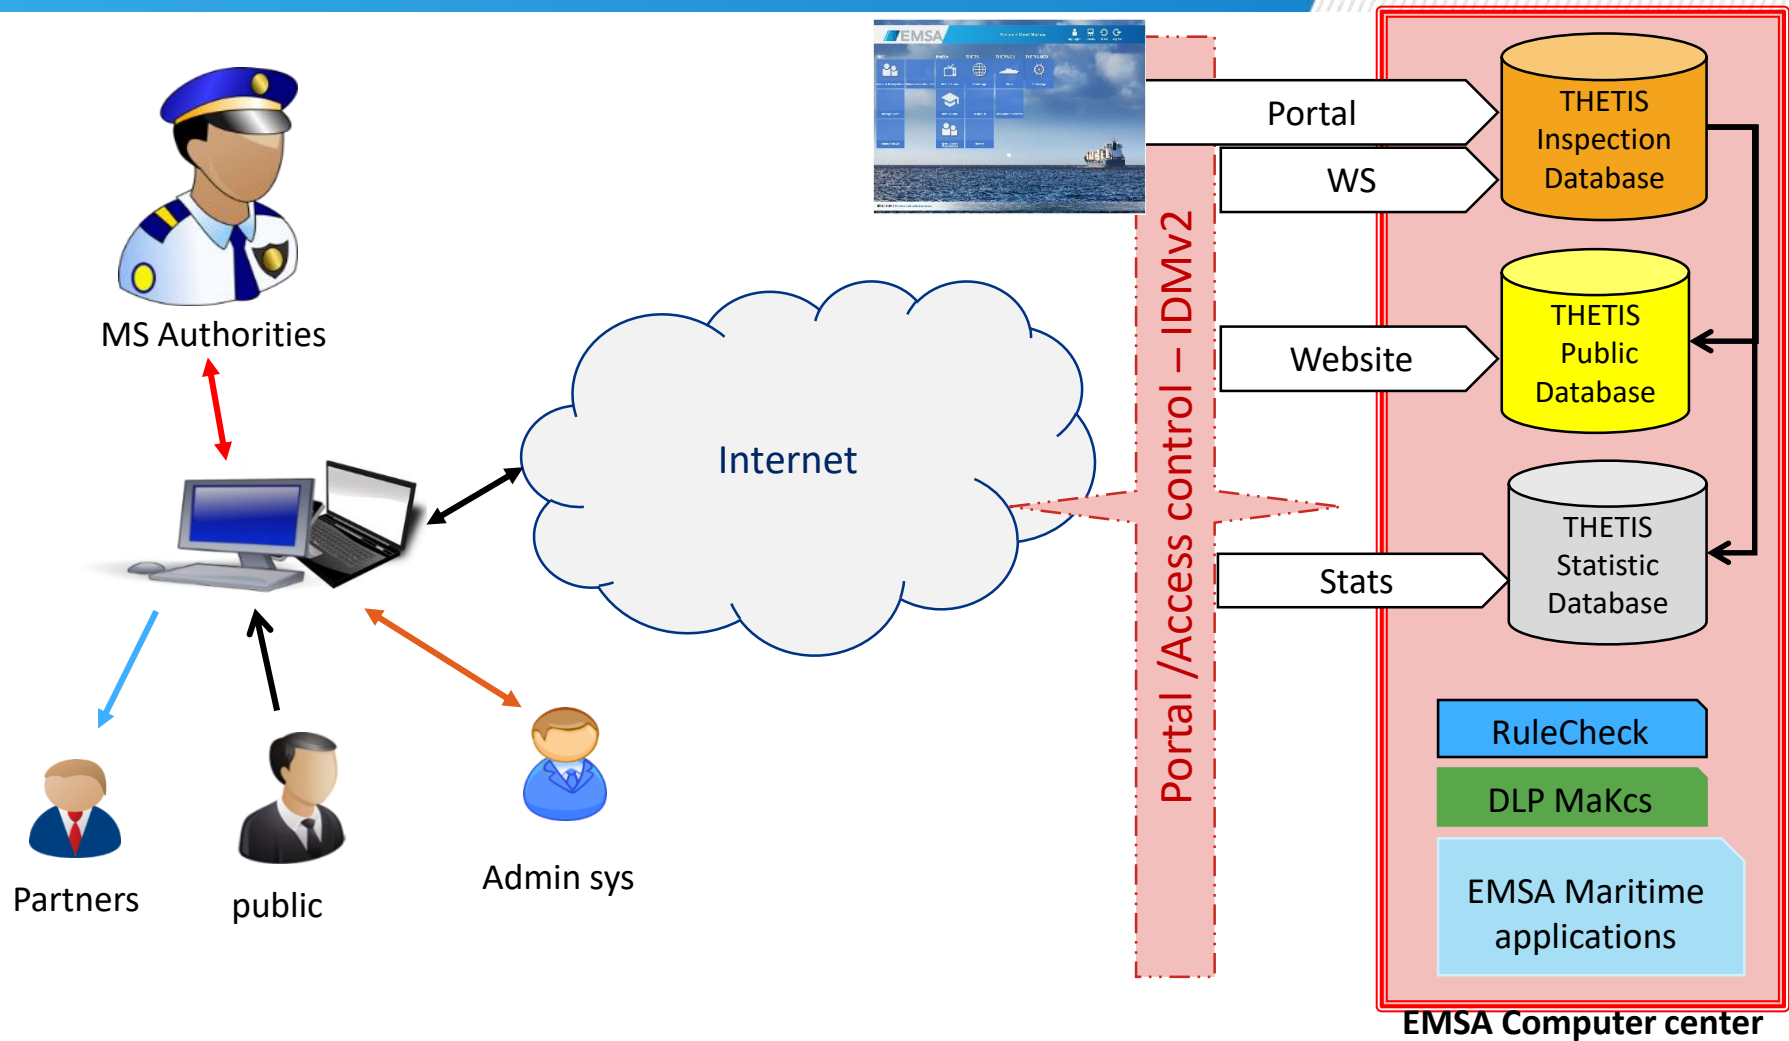 EMSA
MS Authorities
Internet
Partners
public
Admin sys
Portal /Access control – IDMv2
Portal
WS
Website
Stats
THETIS
Inspection
Database
THETIS
Public
Database
THETIS
Statistic
Database
RuleCheck
DLP MaKcs
EMSA Maritime
applications
EMSA Computer center